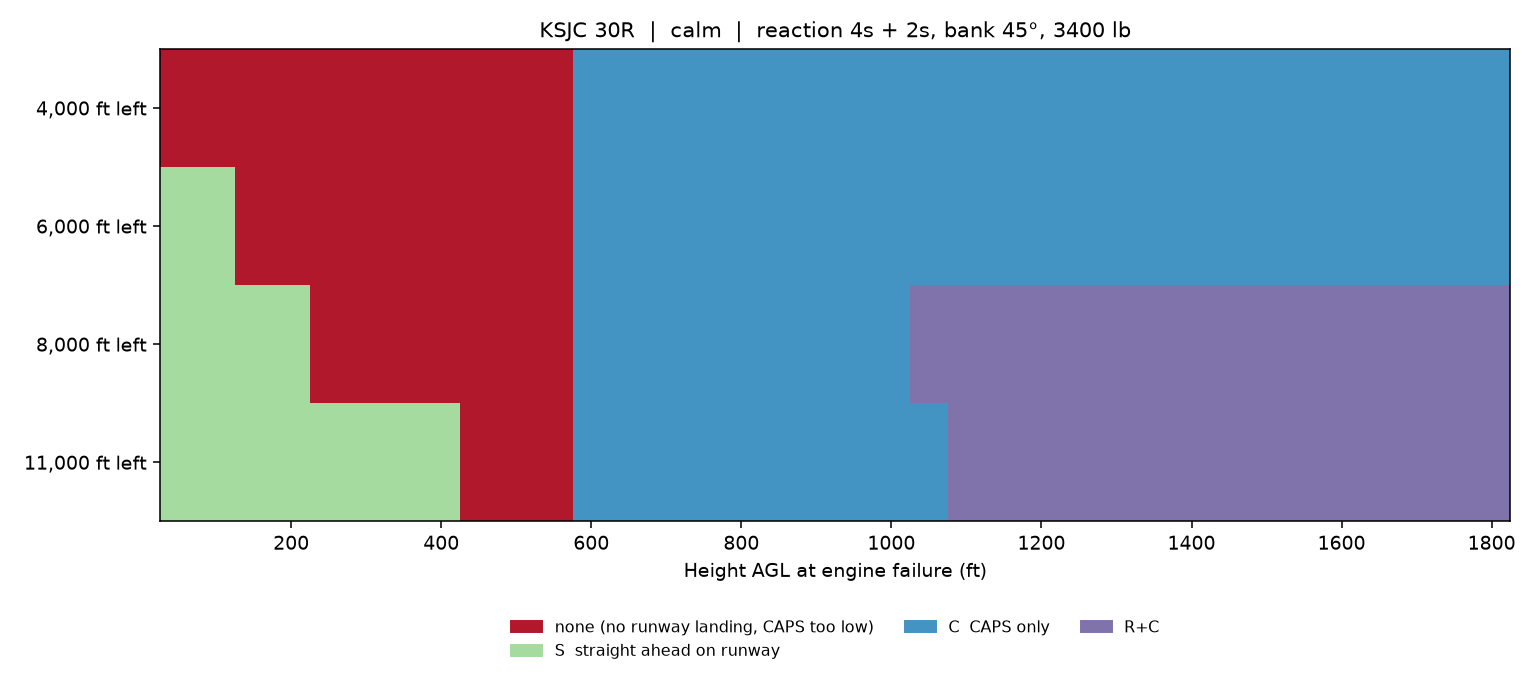 KSJC 30R | calm | reaction 4s + 2s, bank 45°, 3400 lb
4,000 ft left
6,000 ft left
8,000 ft left
11,000 ft left
200 400 600 800 1000 1200 1400 1600 1800
Height AGL at engine failure (ft)
none (no runway landing, CAPS too low) C CAPS only R+C
S straight ahead on runway